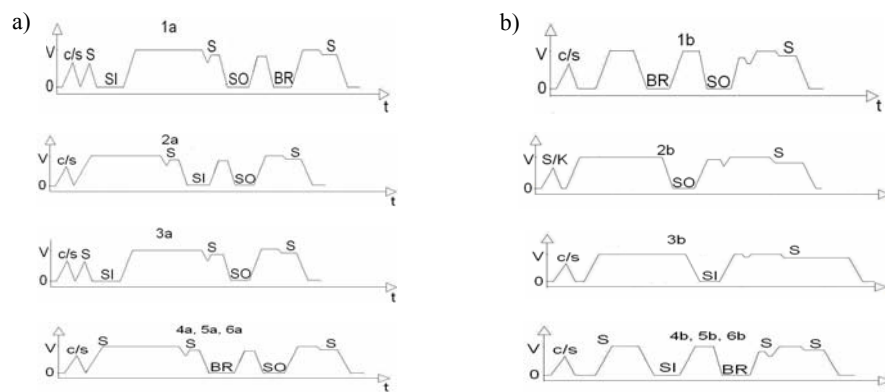 a)
1a
V c/s S S S
0 SI SO BR
t
2a
V c/s S S
0 SI SO
t
3a
V c/s S S S
0 SI SO
t
4a, 5a, 6a
V c/s S S S
0 BR SO
t
b)
1b
V c/s S
0 BR SO
t
2b
V S/K S
0 SO
3b
V c/s S
0 SI
4b, 5b, 6b
V c/s S S S
0 SI BR